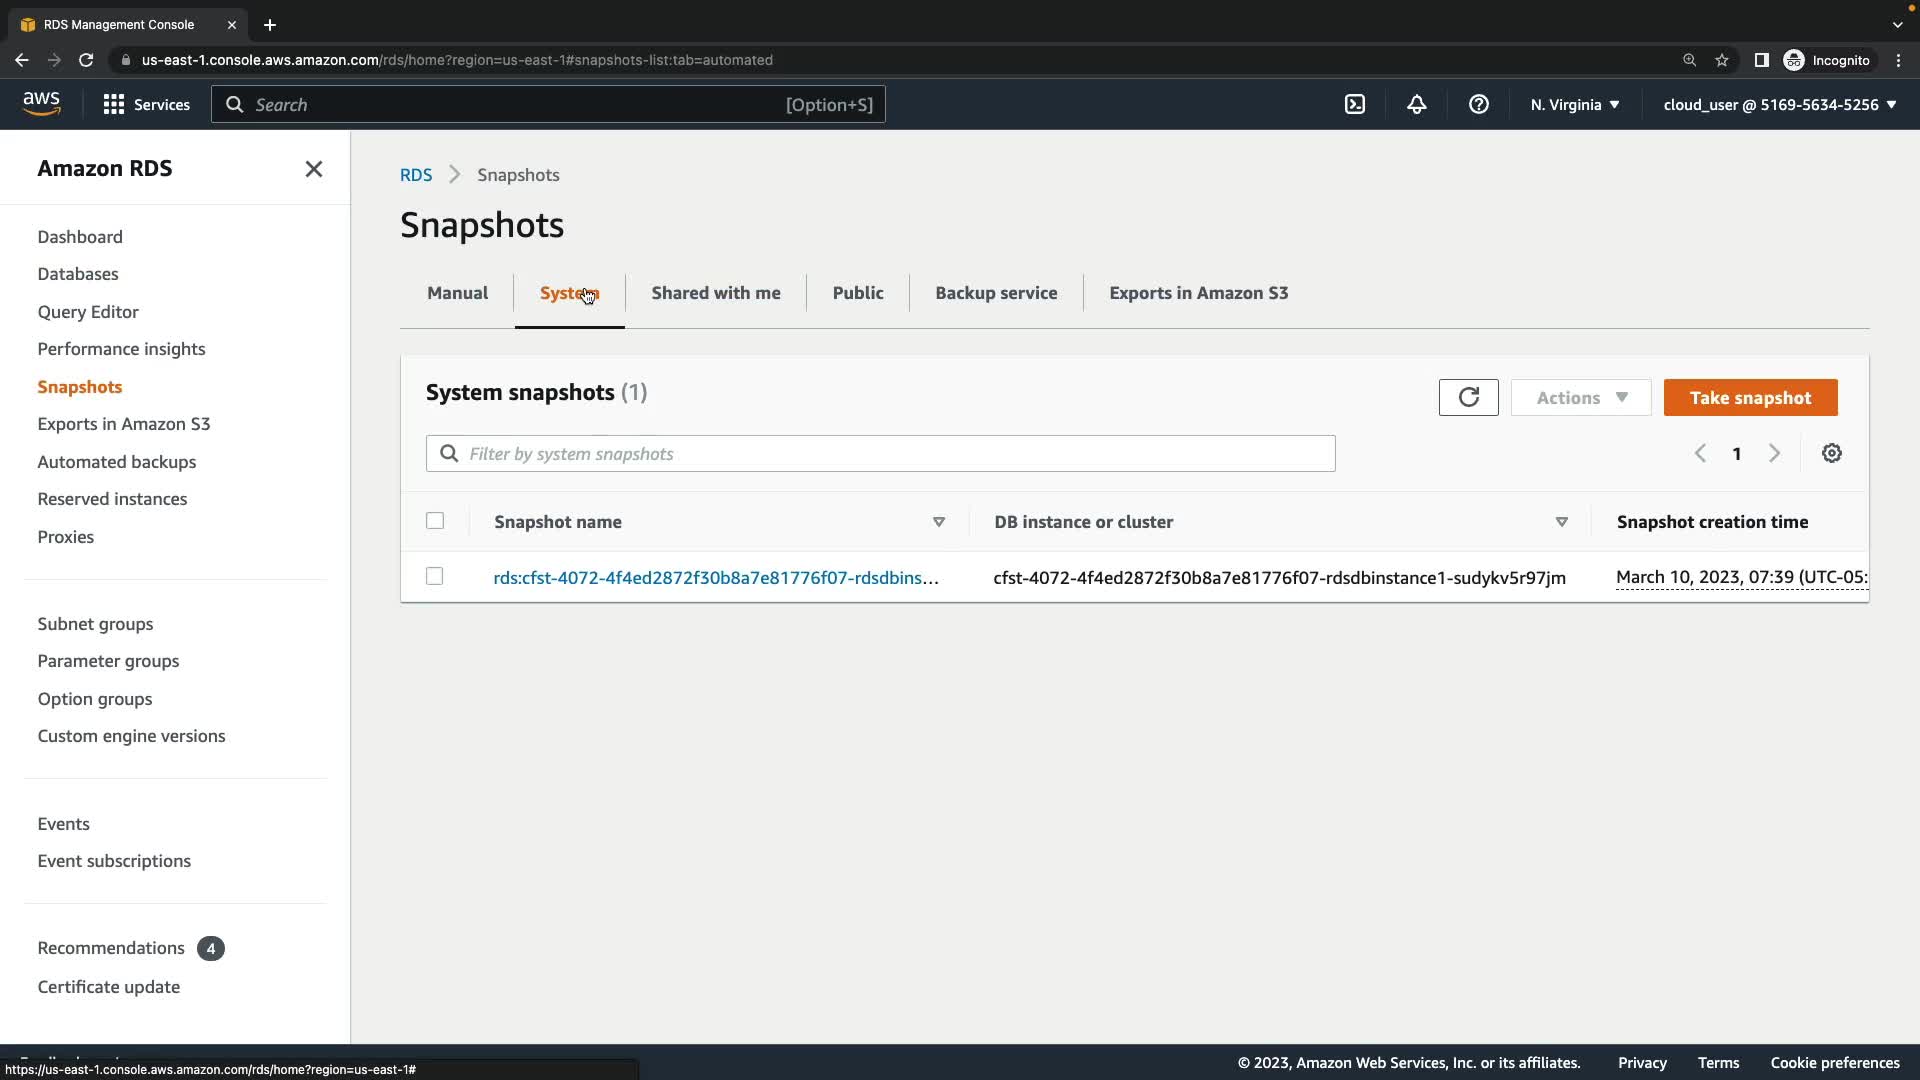 RDS Management Console
us-east-1.console.aws.amazon.com/rds/home?region=us-east-1#snapshots-list:tab=automated
Incognito
aws
Services
Search
[Option+S]
N. Virginia
cloud_user @ 5169-5634-5256
Amazon RDS
Dashboard
Databases
Query Editor
Performance insights
Snapshots
Exports in Amazon S3
Automated backups
Reserved instances
Proxies
Subnet groups
Parameter groups
Option groups
Custom engine versions
Events
Event subscriptions
Recommendations 4
Certificate update
RDS > Snapshots
Snapshots
Manual
System
Shared with me
Public
Backup service
Exports in Amazon S3
System snapshots (1)
Actions
Take snapshot
Filter by system snapshots
1
Snapshot name
DB instance or cluster
Snapshot creation time
rds:cfst-4072-4f4ed2872f30b8a7e81776f07-rdsdbins...
cfst-4072-4f4ed2872f30b8a7e81776f07-rdsdbinstance1-sudykv5r97jm
March 10, 2023, 07:39 (UTC-05:
https://us-east-1.console.aws.amazon.com/rds/home?region=us-east-1#
© 2023, Amazon Web Services, Inc. or its affiliates.
Privacy
Terms
Cookie preferences